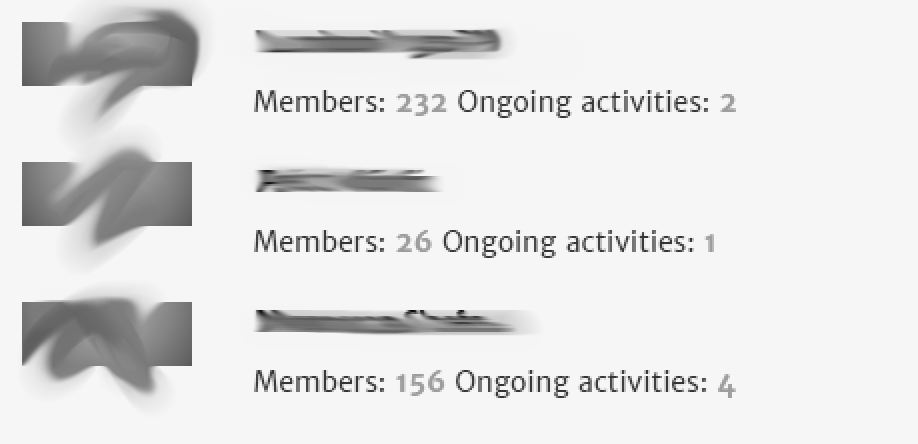 Members: 232 Ongoing activities: 2
Members: 26 Ongoing activities: 1
Members: 156 Ongoing activities: 4